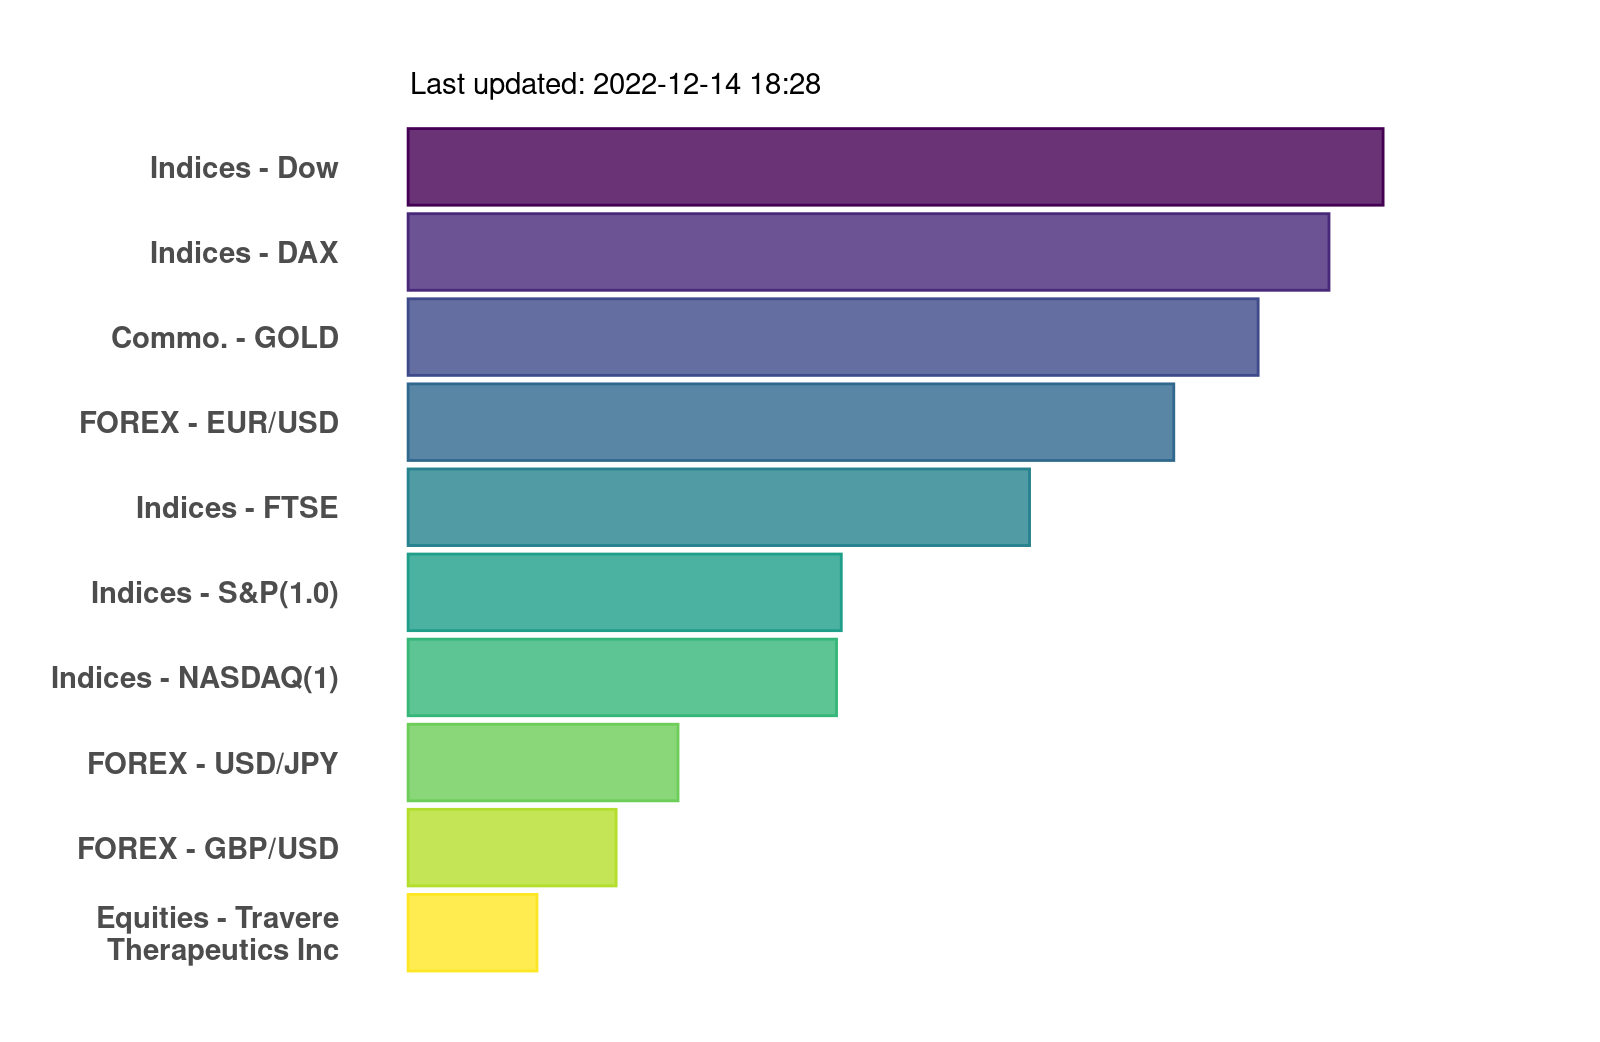 Last updated: 2022-12-14 18:28
Indices - Dow
Indices - DAX
Commo. - GOLD
FOREX - EUR/USD
Indices - FTSE
Indices - S&P(1.0)
Indices - NASDAQ(1)
FOREX - USD/JPY
FOREX - GBP/USD
Equities - Travere
Therapeutics Inc